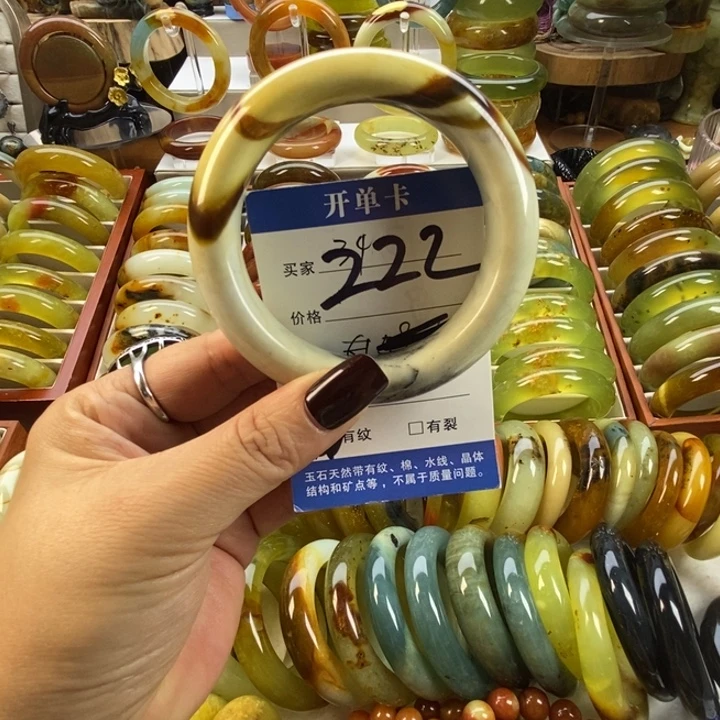 开单卡
买家 3222
价格
有纹 □有裂
玉石天然带有纹、棉、水线、晶体
结构和矿点等，不属于质量问题。